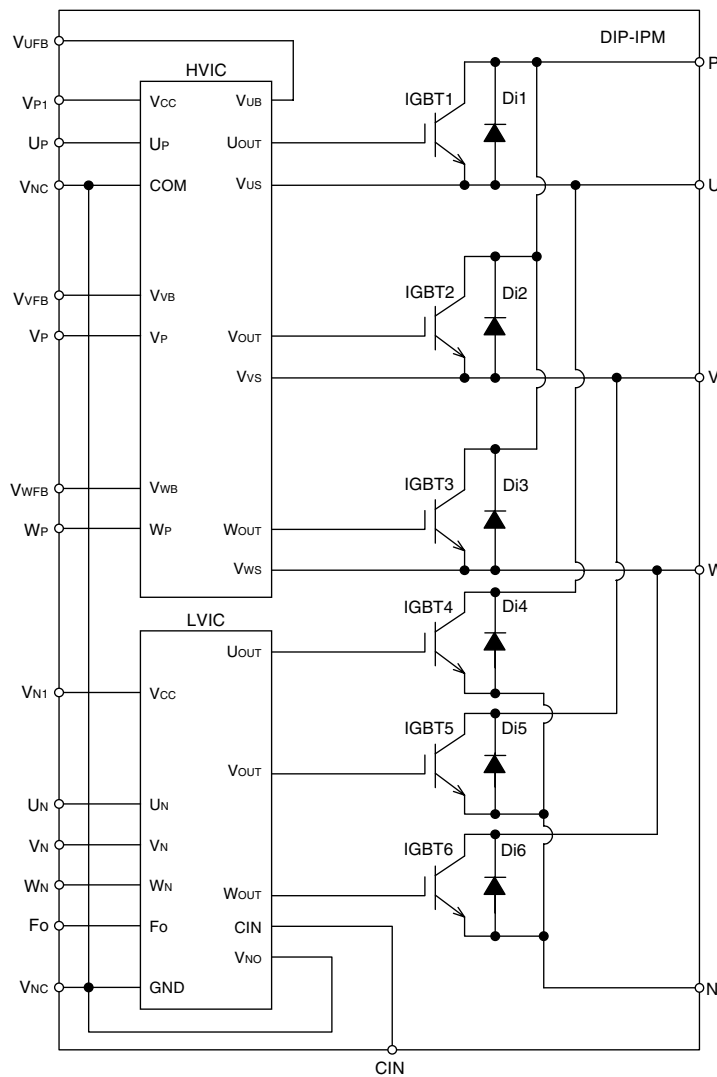 DIP-IPM
VUFB
P
HVIC
IGBT1
Di1
VP1
VCC
VUB
UP
UP
UOUT
VNC
COM
VUS
U
IGBT2
Di2
VVFB
VVB
VP
VP
VOUT
VVS
V
IGBT3
Di3
VWFB
VWB
WP
WP
WOUT
VWS
W
LVIC
IGBT4
Di4
UOUT
VN1
VCC
IGBT5
Di5
VOUT
UN
UN
VN
VN
IGBT6
Di6
WN
WN
WOUT
FO
FO
CIN
VNO
VNC
GND
N
CIN